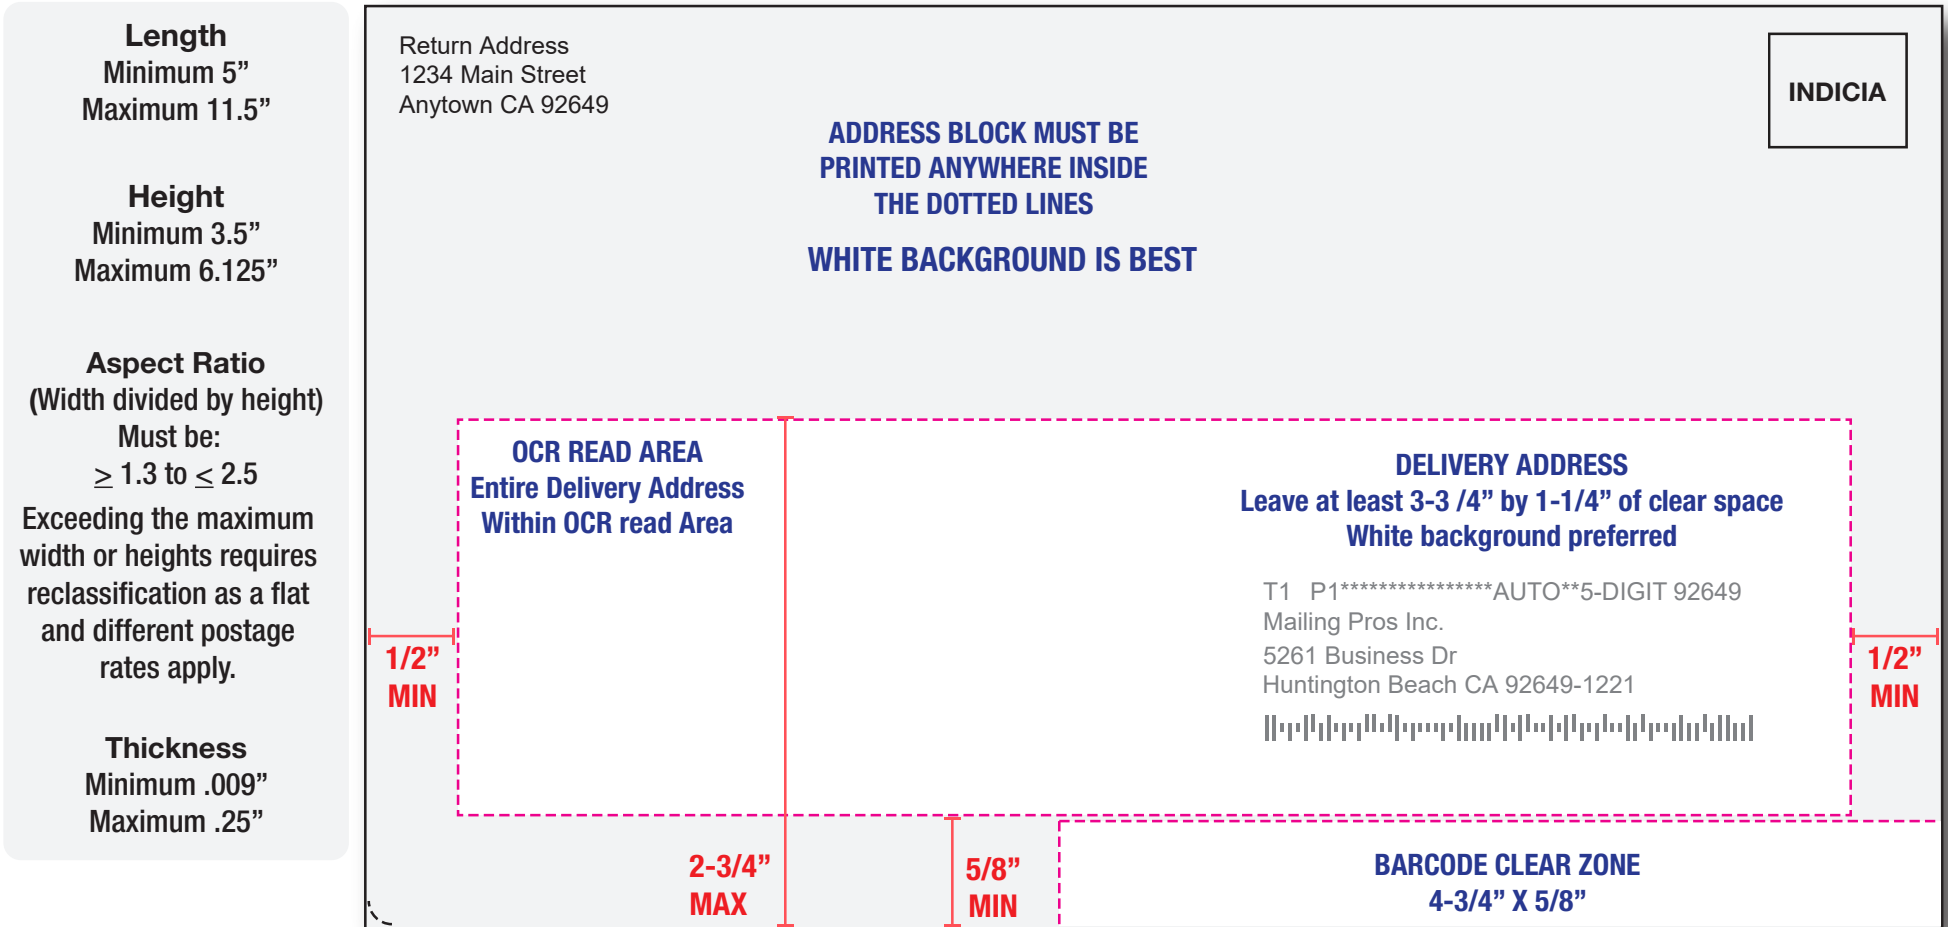 Length
Minimum 5”
Maximum 11.5”
Height
Minimum 3.5”
Maximum 6.125”
Aspect Ratio
(Width divided by height)
Must be:
≥ 1.3 to ≤ 2.5
Exceeding the maximum
width or heights requires
reclassification as a flat
and different postage
rates apply.
Thickness
Minimum .009”
Maximum .25”
Return Address
1234 Main Street
Anytown CA 92649
INDICIA
ADDRESS BLOCK MUST BE
PRINTED ANYWHERE INSIDE
THE DOTTED LINES
WHITE BACKGROUND IS BEST
OCR READ AREA
Entire Delivery Address
Within OCR read Area
DELIVERY ADDRESS
Leave at least 3-3 /4” by 1-1/4” of clear space
White background preferred
T1 P1****************AUTO**5-DIGIT 92649
Mailing Pros Inc.
5261 Business Dr
Huntington Beach CA 92649-1221
1/2”
MIN
1/2”
MIN
2-3/4”
MAX
5/8”
MIN
BARCODE CLEAR ZONE
4-3/4” X 5/8”